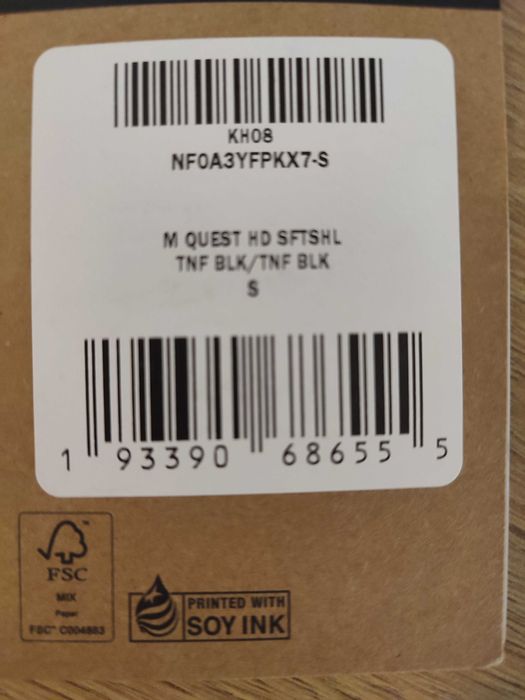 KH08
NF0A3YFPKX7-S
M QUEST HD SFTSHL
TNF BLK/TNF BLK
S
1 93390 68655 5
FSC
MIX
Paper
FSC® C004863
PRINTED WITH
SOY INK